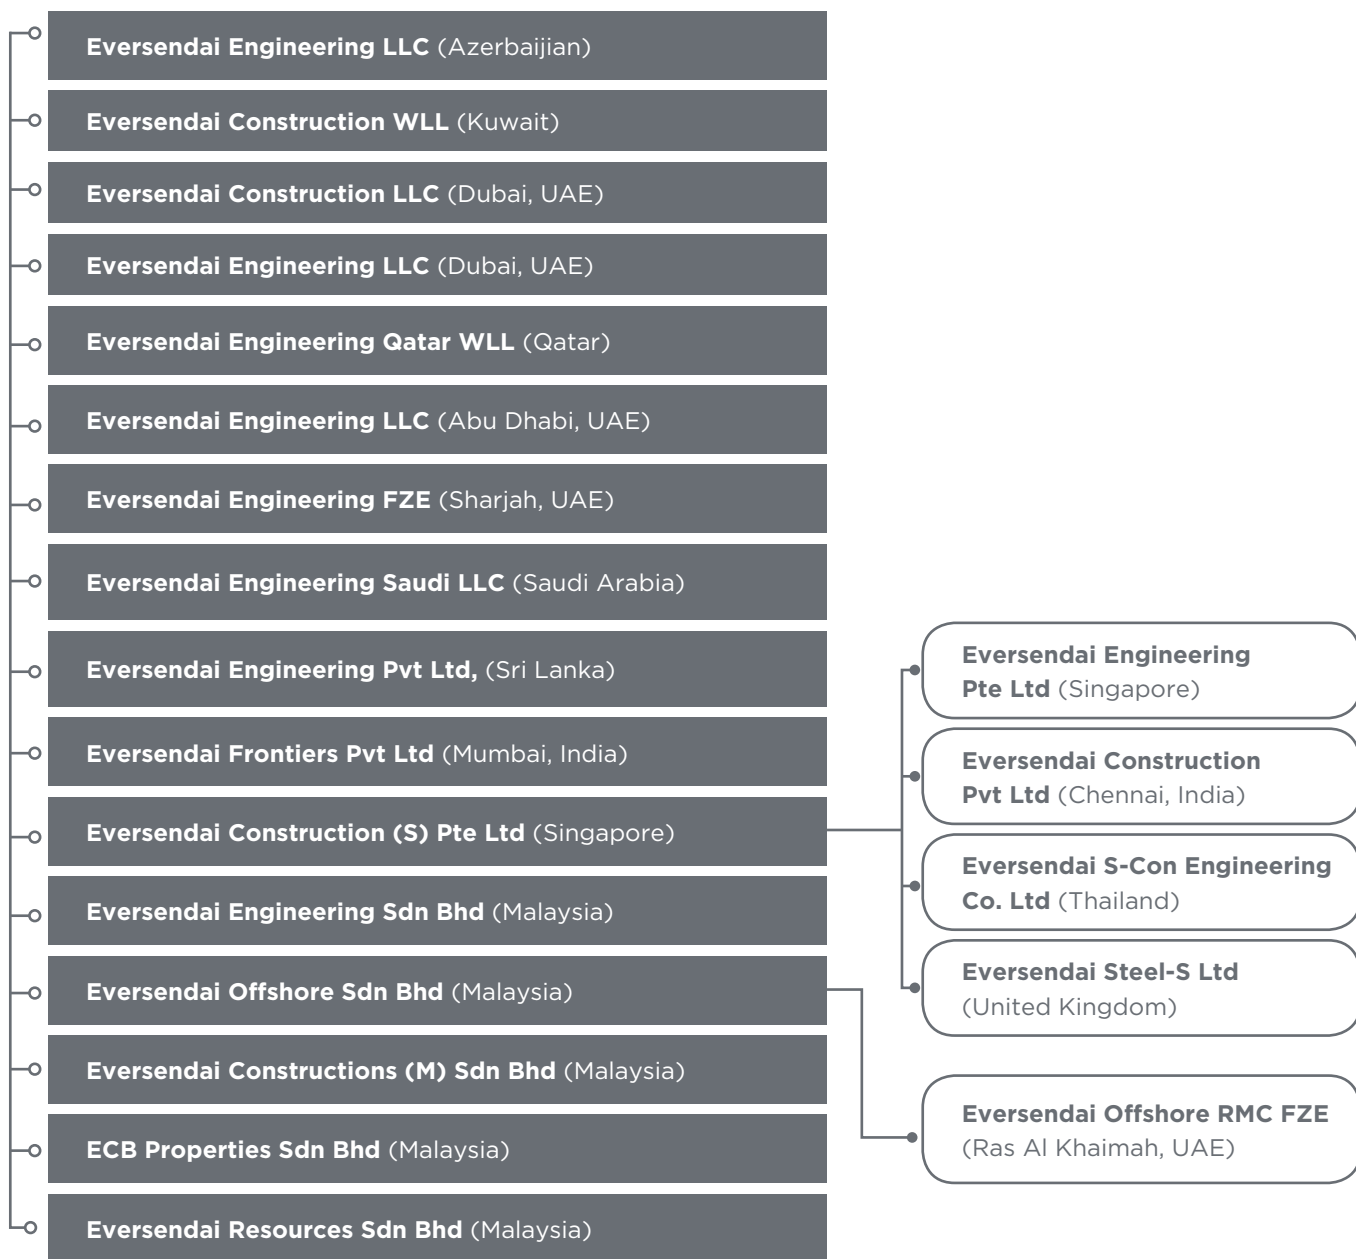 Eversendai Engineering LLC (Azerbaijian)
Eversendai Construction WLL (Kuwait)
Eversendai Construction LLC (Dubai, UAE)
Eversendai Engineering LLC (Dubai, UAE)
Eversendai Engineering Qatar WLL (Qatar)
Eversendai Engineering LLC (Abu Dhabi, UAE)
Eversendai Engineering FZE (Sharjah, UAE)
Eversendai Engineering Saudi LLC (Saudi Arabia)
Eversendai Engineering Pvt Ltd, (Sri Lanka)
Eversendai Frontiers Pvt Ltd (Mumbai, India)
Eversendai Construction (S) Pte Ltd (Singapore)
Eversendai Engineering Sdn Bhd (Malaysia)
Eversendai Offshore Sdn Bhd (Malaysia)
Eversendai Constructions (M) Sdn Bhd (Malaysia)
ECB Properties Sdn Bhd (Malaysia)
Eversendai Resources Sdn Bhd (Malaysia)
Eversendai Engineering
Pte Ltd (Singapore)
Eversendai Construction
Pvt Ltd (Chennai, India)
Eversendai S-Con Engineering
Co. Ltd (Thailand)
Eversendai Steel-S Ltd
(United Kingdom)
Eversendai Offshore RMC FZE
(Ras Al Khaimah, UAE)